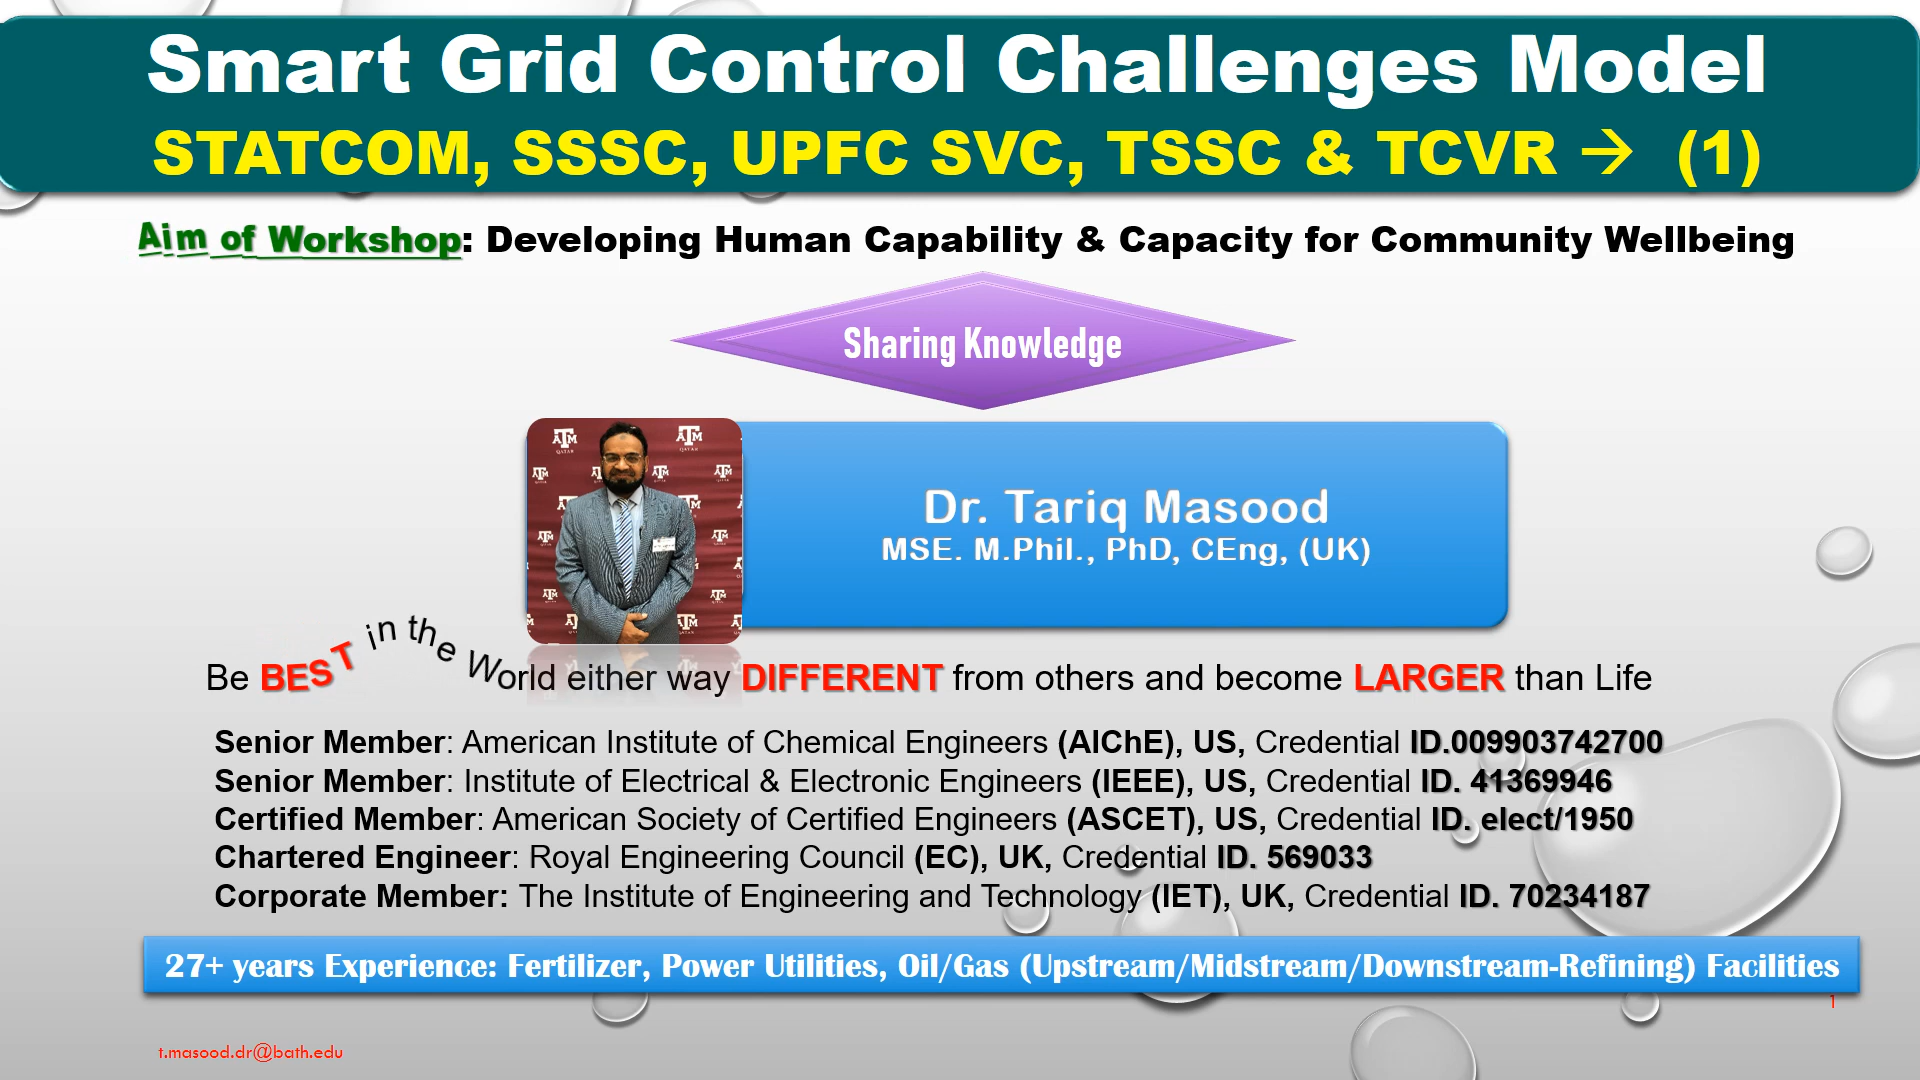 Smart Grid Control Challenges Model
STATCOM, SSSC, UPFC SVC, TSSC & TCVR → (1)
Aim of Workshop: Developing Human Capability & Capacity for Community Wellbeing
Sharing Knowledge
ATM QATAR
Dr. Tariq Masood
MSE. M.Phil., PhD, CEng, (UK)
Be BEST in the World either way DIFFERENT from others and become LARGER than Life
Senior Member: American Institute of Chemical Engineers (AIChE), US, Credential ID.009903742700
Senior Member: Institute of Electrical & Electronic Engineers (IEEE), US, Credential ID. 41369946
Certified Member: American Society of Certified Engineers (ASCET), US, Credential ID. elect/1950
Chartered Engineer: Royal Engineering Council (EC), UK, Credential ID. 569033
Corporate Member: The Institute of Engineering and Technology (IET), UK, Credential ID. 70234187
27+ years Experience: Fertilizer, Power Utilities, Oil/Gas (Upstream/Midstream/Downstream-Refining) Facilities
1
t.masood.dr@bath.edu